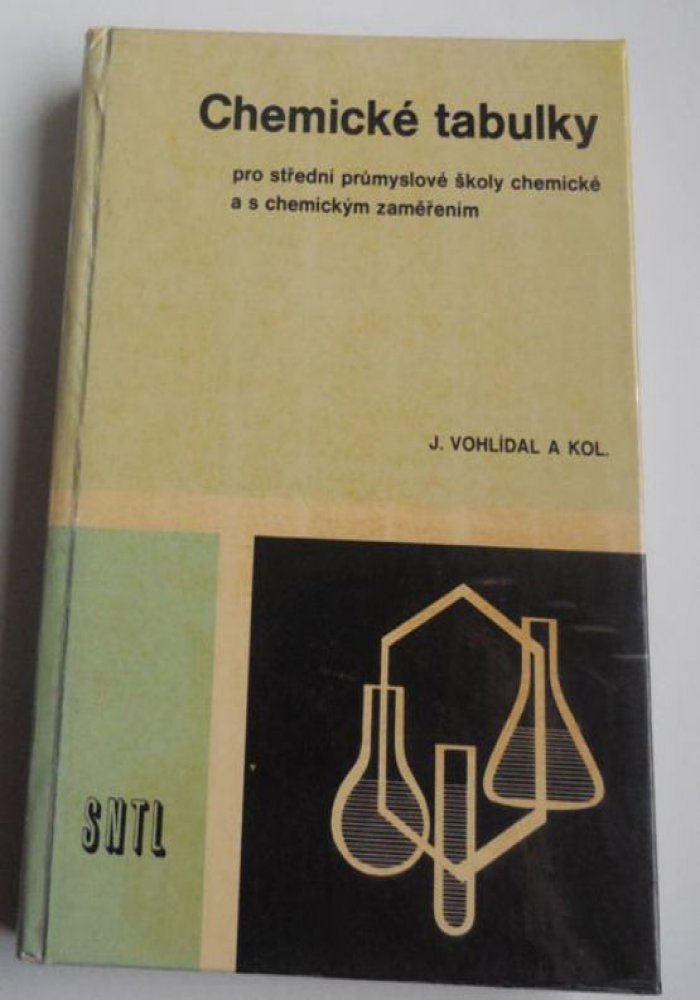 Chemické tabulky
pro střední průmyslové školy chemické
a s chemickým zaměřením
J. VOHLÍDAL A KOL.
SNTL